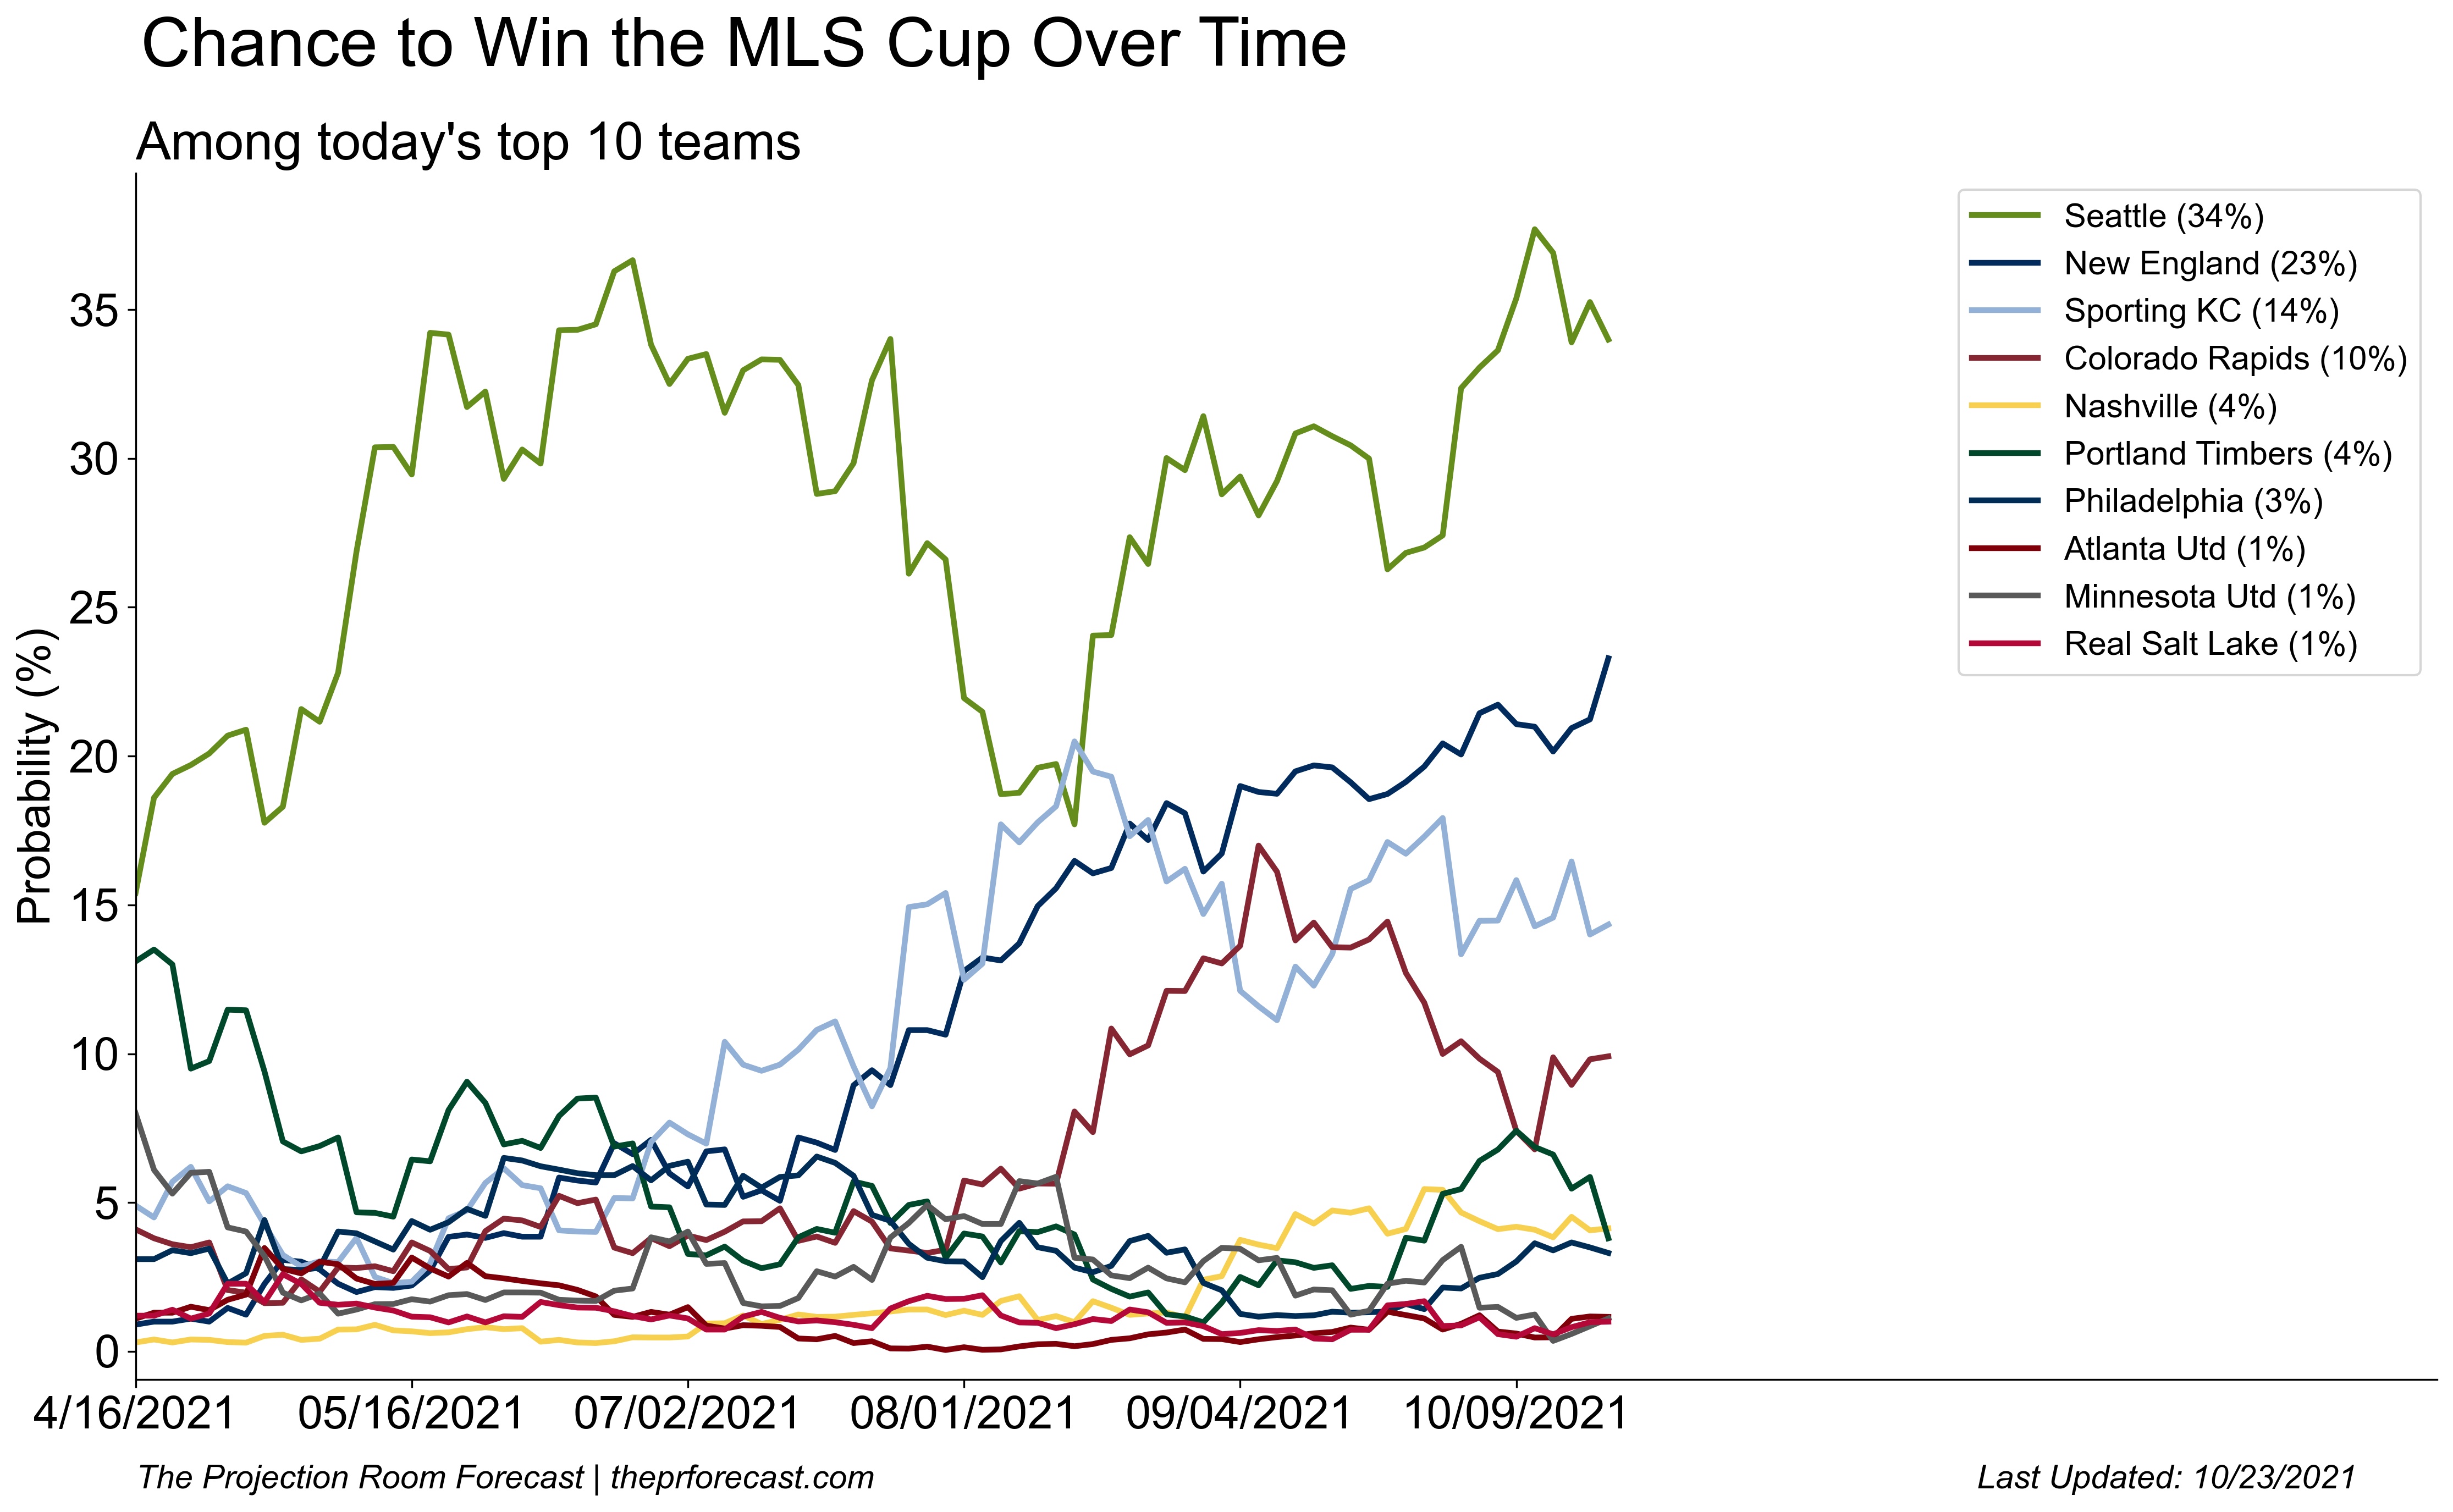 Chance to Win the MLS Cup Over Time
Among today's top 10 teams
Seattle (34%)
New England (23%)
Sporting KC (14%)
Colorado Rapids (10%)
Nashville (4%)
Portland Timbers (4%)
Philadelphia (3%)
Atlanta Utd (1%)
Minnesota Utd (1%)
Real Salt Lake (1%)
Probability (%)
35
30
25
20
15
10
5
0
4/16/2021 05/16/2021 07/02/2021 08/01/2021 09/04/2021 10/09/2021
The Projection Room Forecast | theprforecast.com
Last Updated: 10/23/2021